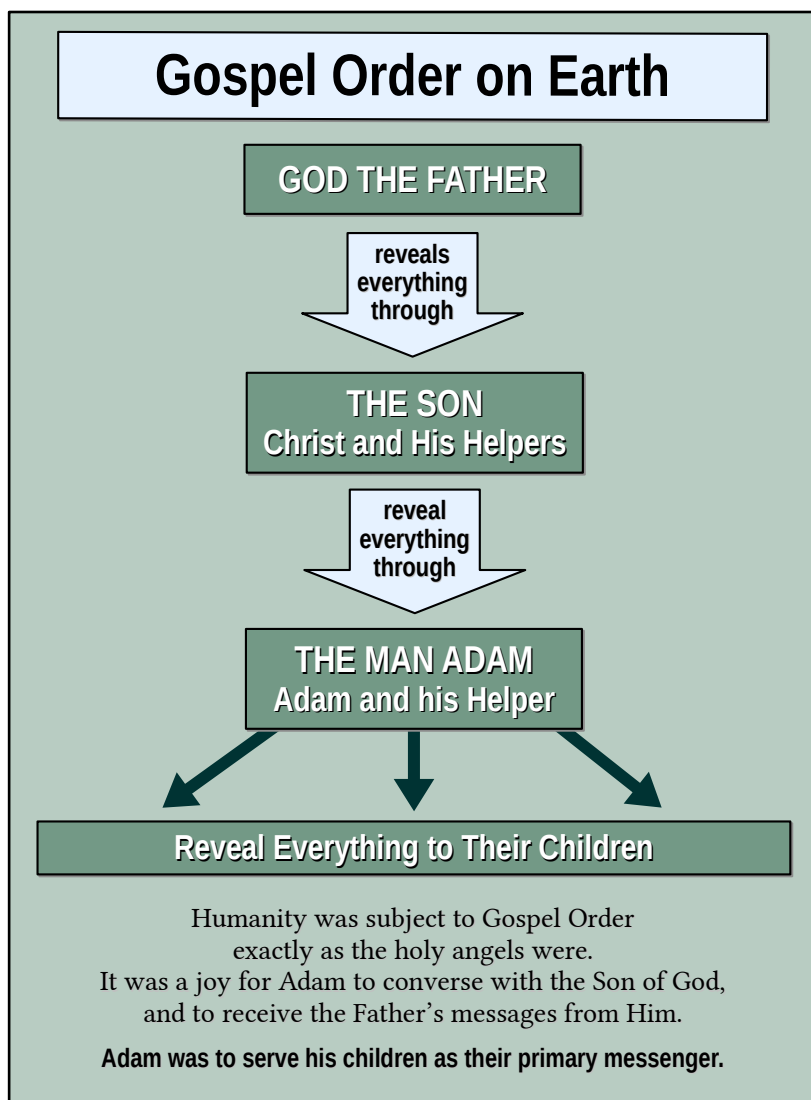 Gospel Order on Earth
GOD THE FATHER
reveals
everything
through
THE SON
Christ and His Helpers
reveal
everything
through
THE MAN ADAM
Adam and his Helper
Reveal Everything to Their Children
Humanity was subject to Gospel Order
exactly as the holy angels were.
It was a joy for Adam to converse with the Son of God,
and to receive the Father’s messages from Him.
Adam was to serve his children as their primary messenger.